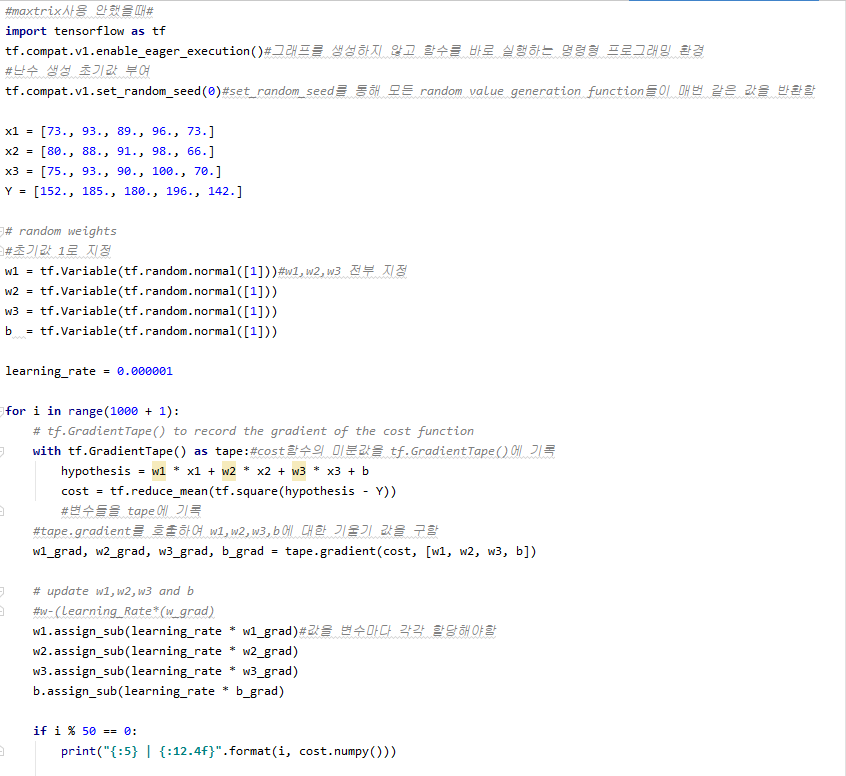 #maxtrix사용 안했을때#
import tensorflow as tf
tf.compat.v1.enable_eager_execution()#그래프를 생성하지 않고 함수를 바로 실행하는 명령형 프로그래밍 환경
#난수 생성 초기값 부여
tf.compat.v1.set_random_seed(0)#set_random_seed를 통해 모든 random value generation function들이 매번 같은 값을 반환함
x1 = [73., 93., 89., 96., 73.]
x2 = [80., 88., 91., 98., 66.]
x3 = [75., 93., 90., 100., 70.]
Y = [152., 185., 180., 196., 142.]
# random weights
#초기값 1로 지정
w1 = tf.Variable(tf.random.normal([1]))#w1,w2,w3 전부 지정
w2 = tf.Variable(tf.random.normal([1]))
w3 = tf.Variable(tf.random.normal([1]))
b  = tf.Variable(tf.random.normal([1]))
learning_rate = 0.000001
for i in range(1000 + 1):
    # tf.GradientTape() to record the gradient of the cost function
    with tf.GradientTape() as tape:#cost함수의 미분값을 tf.GradientTape()에 기록
        hypothesis = w1 * x1 + w2 * x2 + w3 * x3 + b
        cost = tf.reduce_mean(tf.square(hypothesis - Y))
        #변수들을 tape에 기록
    #tape.gradient를 호출하여 w1,w2,w3,b에 대한 기울기 값을 구함
    w1_grad, w2_grad, w3_grad, b_grad = tape.gradient(cost, [w1, w2, w3, b])
    # update w1,w2,w3 and b
    #w-(learning_Rate*(w_grad)
    w1.assign_sub(learning_rate * w1_grad)#값을 변수마다 각각 할당해야함
    w2.assign_sub(learning_rate * w2_grad)
    w3.assign_sub(learning_rate * w3_grad)
    b.assign_sub(learning_rate * b_grad)
    if i % 50 == 0:
        print("{:5} | {:12.4f}".format(i, cost.numpy()))